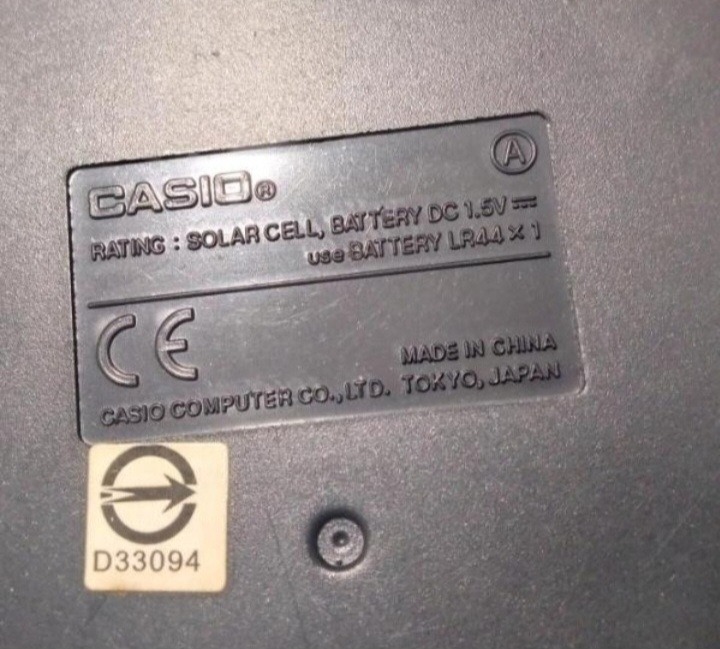 Ⓐ
CASIO®
RATING : SOLAR CELL, BATTERY DC 1.5V ⎓
use BATTERY LR44 × 1
CE
MADE IN CHINA
CASIO COMPUTER CO., LTD. TOKYO, JAPAN
D33094